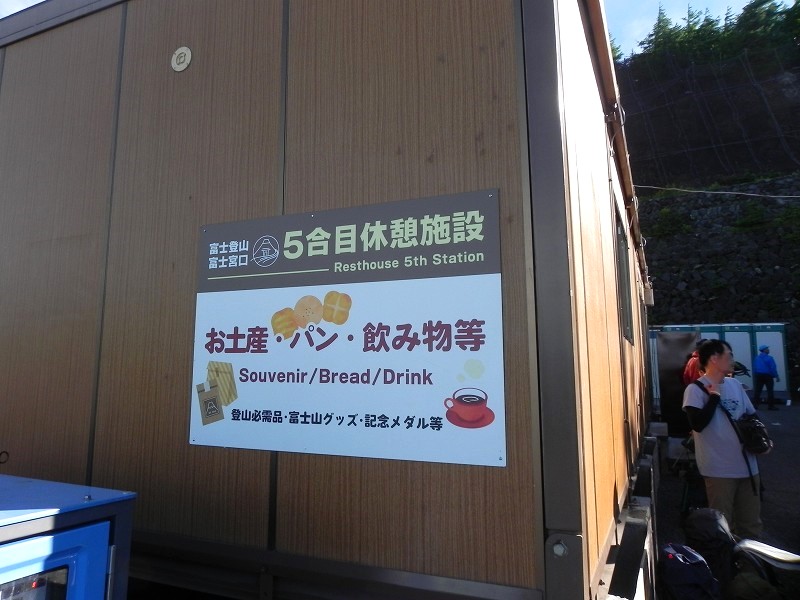 富士登山
富士宮口
5合目休憩施設
Resthouse 5th Station
お土産・パン・飲み物等
Souvenir/Bread/Drink
登山必需品・富士山グッズ・記念メダル等